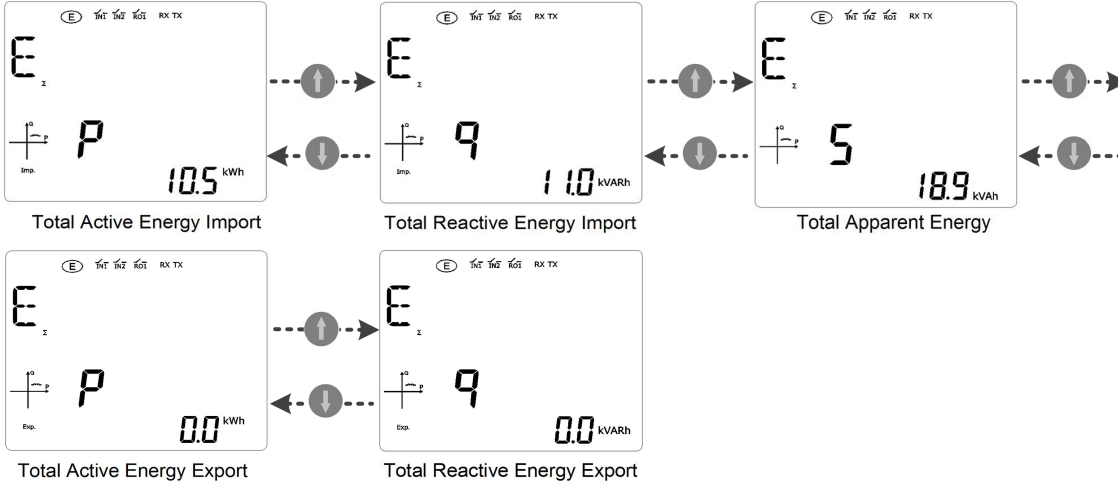 E IN1 IN2 RO1 RX TX
E
Σ
Q
P
P
Imp.
10.5 kWh
Total Active Energy Import
E IN1 IN2 RO1 RX TX
E
Σ
Q
P
q
Imp.
11.0 kVARh
Total Reactive Energy Import
E IN1 IN2 RO1 RX TX
E
Σ
Q
P
S
18.9 kVAh
Total Apparent Energy
E IN1 IN2 RO1 RX TX
E
Σ
Q
P
P
Exp.
0.0 kWh
Total Active Energy Export
E IN1 IN2 RO1 RX TX
E
Σ
Q
P
q
Exp.
0.0 kVARh
Total Reactive Energy Export